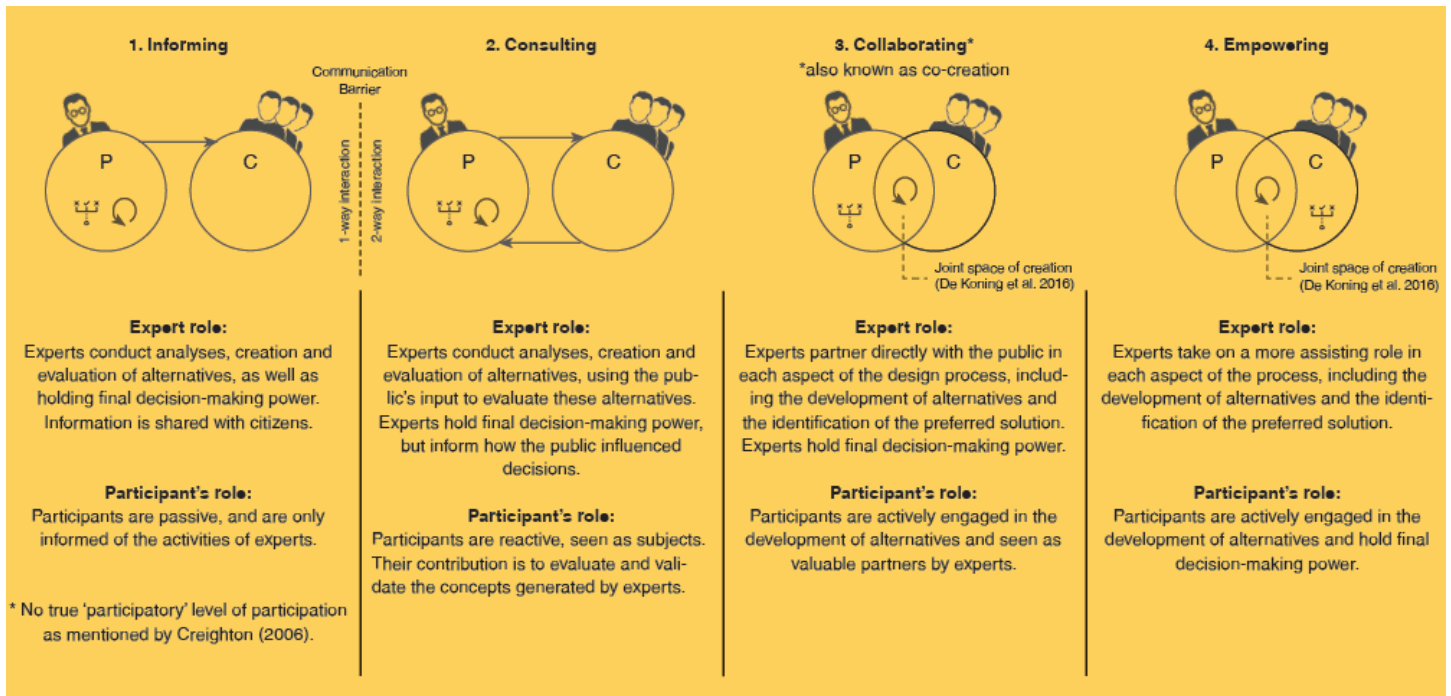 1. Informing
Communication
Barrier
P
C
1-way interaction
2-way interaction
Expert role:
Experts conduct analyses, creation and
evaluation of alternatives, as well as
holding final decision-making power.
Information is shared with citizens.
Participant's role:
Participants are passive, and are only
informed of the activities of experts.
* No true 'participatory' level of participation
as mentioned by Creighton (2006).
2. Consulting
P
C
Expert role:
Experts conduct analyses, creation and
evaluation of alternatives, using the pub-
lic's input to evaluate these alternatives.
Experts hold final decision-making power,
but inform how the public influenced
decisions.
Participant's role:
Participants are reactive, seen as subjects.
Their contribution is to evaluate and vali-
date the concepts generated by experts.
3. Collaborating*
*also known as co-creation
P
C
Joint space of creation
(De Koning et al. 2016)
Expert role:
Experts partner directly with the public in
each aspect of the design process, includ-
ing the development of alternatives and
the identification of the preferred solution.
Experts hold final decision-making power.
Participant's role:
Participants are actively engaged in the
development of alternatives and seen as
valuable partners by experts.
4. Empowering
P
C
Joint space of creation
(De Koning et al. 2016)
Expert role:
Experts take on a more assisting role in
each aspect of the process, including the
development of alternatives and the identi-
fication of the preferred solution.
Participant's role:
Participants are actively engaged in the
development of alternatives and hold final
decision-making power.